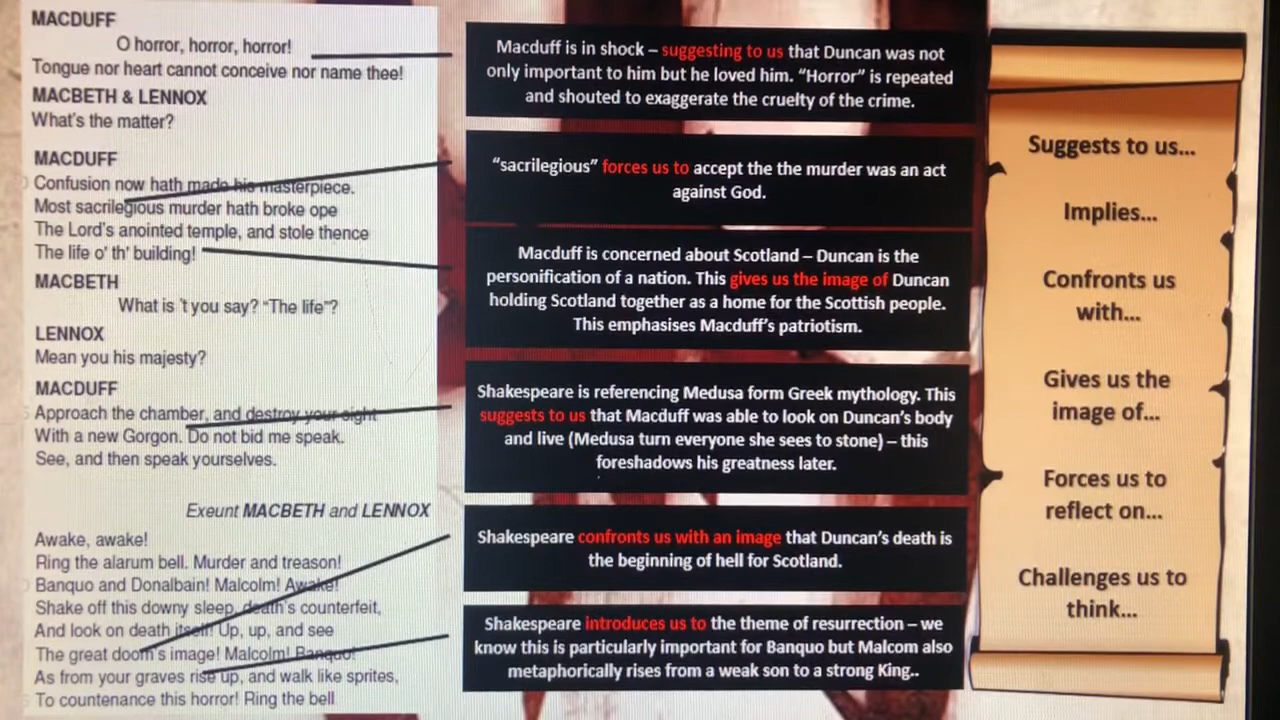 MACDUFF
O horror, horror, horror!
Tongue nor heart cannot conceive nor name thee!
MACBETH & LENNOX
What's the matter?
MACDUFF
Confusion now hath made his masterpiece.
Most sacrilegious murder hath broke ope
The Lord's anointed temple, and stole thence
The life o' th' building!
MACBETH
What is 't you say? "The life"?
LENNOX
Mean you his majesty?
MACDUFF
Approach the chamber, and destroy your sight
With a new Gorgon. Do not bid me speak.
See, and then speak yourselves.
Exeunt MACBETH and LENNOX
Awake, awake!
Ring the alarum bell. Murder and treason!
Banquo and Donalbain! Malcolm! Awake!
Shake off this downy sleep, death's counterfeit,
And look on death itself! Up, up, and see
The great doom's image! Malcolm! Banquo!
As from your graves rise up, and walk like sprites,
To countenance this horror! Ring the bell
Macduff is in shock – suggesting to us that Duncan was not
only important to him but he loved him. "Horror" is repeated
and shouted to exaggerate the cruelty of the crime.
"sacrilegious" forces us to accept the the murder was an act
against God.
Macduff is concerned about Scotland – Duncan is the
personification of a nation. This gives us the image of Duncan
holding Scotland together as a home for the Scottish people.
This emphasises Macduff's patriotism.
Shakespeare is referencing Medusa form Greek mythology. This
suggests to us that Macduff was able to look on Duncan's body
and live (Medusa turn everyone she sees to stone) – this
foreshadows his greatness later.
Shakespeare confronts us with an image that Duncan's death is
the beginning of hell for Scotland.
Shakespeare introduces us to the theme of resurrection – we
know this is particularly important for Banquo but Malcom also
metaphorically rises from a weak son to a strong King..
Suggests to us...
Implies...
Confronts us
with...
Gives us the
image of...
Forces us to
reflect on...
Challenges us to
think...